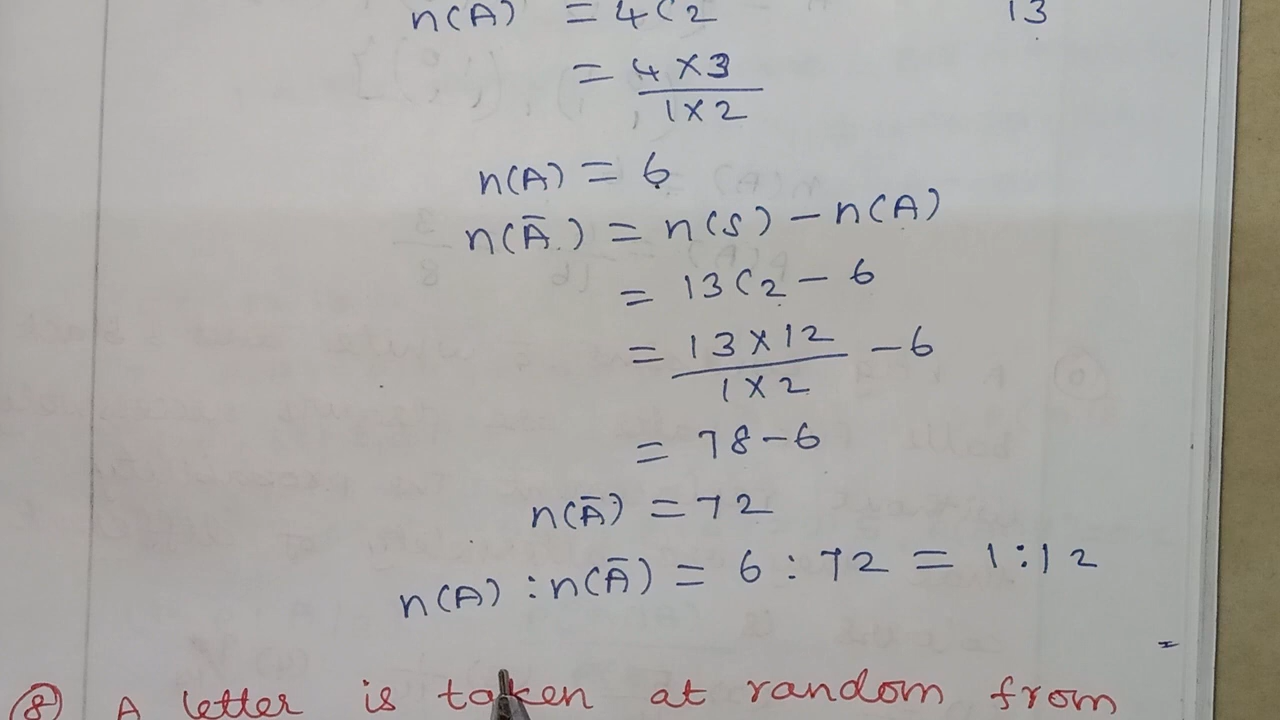 n(A) = 4C2 13
= 4×3
1×2
n(A) = 6
n(Ā) = n(S) – n(A)
= 13C2 – 6
= 13×12 – 6
1×2
= 78–6
n(Ā) = 72
n(A) : n(Ā) = 6 : 72 = 1:12
=
(8) A letter is taken at random from